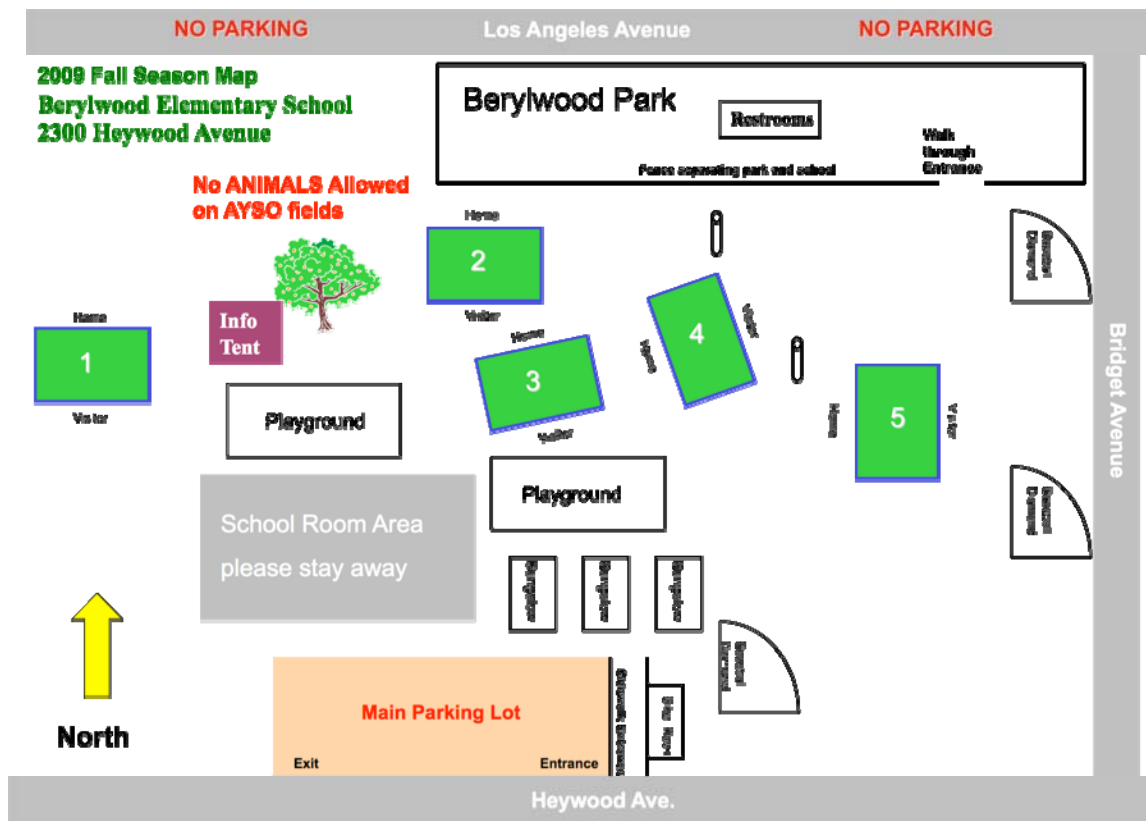 NO PARKING Los Angeles Avenue NO PARKING
2009 Fall Season Map
Berylwood Elementary School
2300 Heywood Avenue
Berylwood Park
Restrooms
Walk
through
Entrance
Fence separating park and school
No ANIMALS Allowed
on AYSO fields
Home
2
Visitor
Info
Tent
Home
1
Visitor
Home
3
Visitor
Home
4
Visitor
Home
5
Visitor
Baseball
Diamond
Bridget Avenue
Playground
Playground
Baseball
Diamond
School Room Area
please stay away
Bungalow
Bungalow
Bungalow
Baseball
Diamond
North
Main Parking Lot
Exit
Entrance
Heywood Ave.